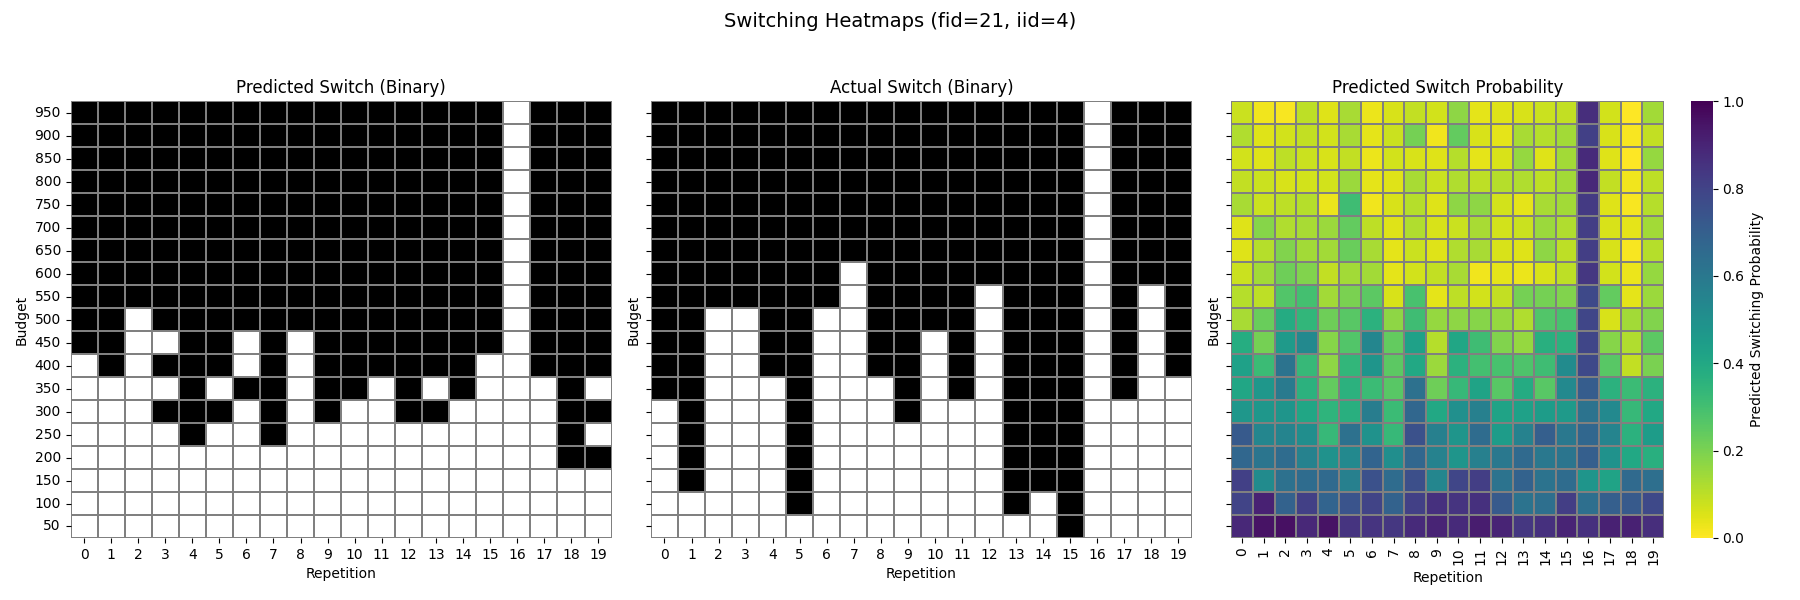 Switching Heatmaps (fid=21, iid=4)
Predicted Switch (Binary)
Budget
950
900
850
800
750
700
650
600
550
500
450
400
350
300
250
200
150
100
50
0 1 2 3 4 5 6 7 8 9 10 11 12 13 14 15 16 17 18 19
Repetition
Actual Switch (Binary)
Budget
0 1 2 3 4 5 6 7 8 9 10 11 12 13 14 15 16 17 18 19
Repetition
Predicted Switch Probability
Budget
0 1 2 3 4 5 6 7 8 9 10 11 12 13 14 15 16 17 18 19
Repetition
1.0
0.8
0.6
0.4
0.2
0.0
Predicted Switching Probability